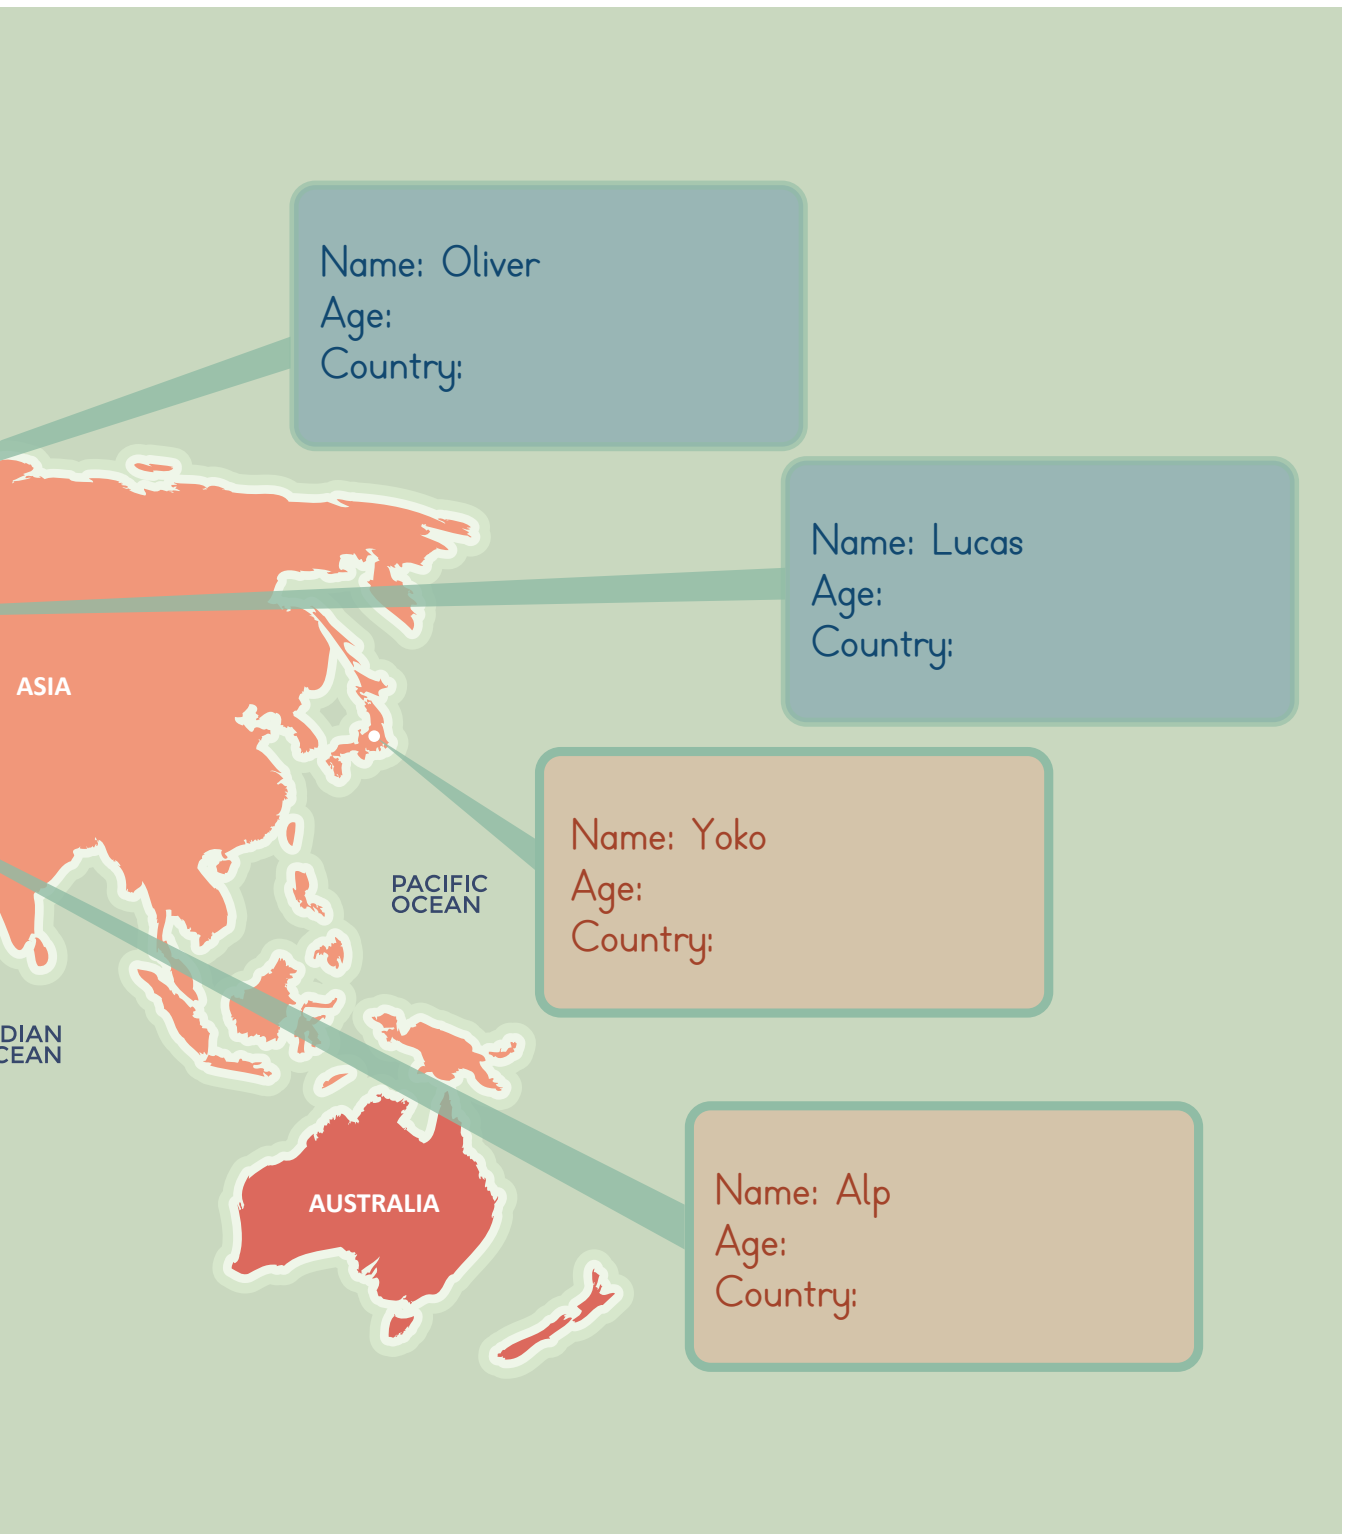 Name: Oliver
Age:
Country:
Name: Lucas
Age:
Country:
ASIA
Name: Yoko
Age:
Country:
PACIFIC
OCEAN
DIAN
CEAN
Name: Alp
Age:
Country:
AUSTRALIA